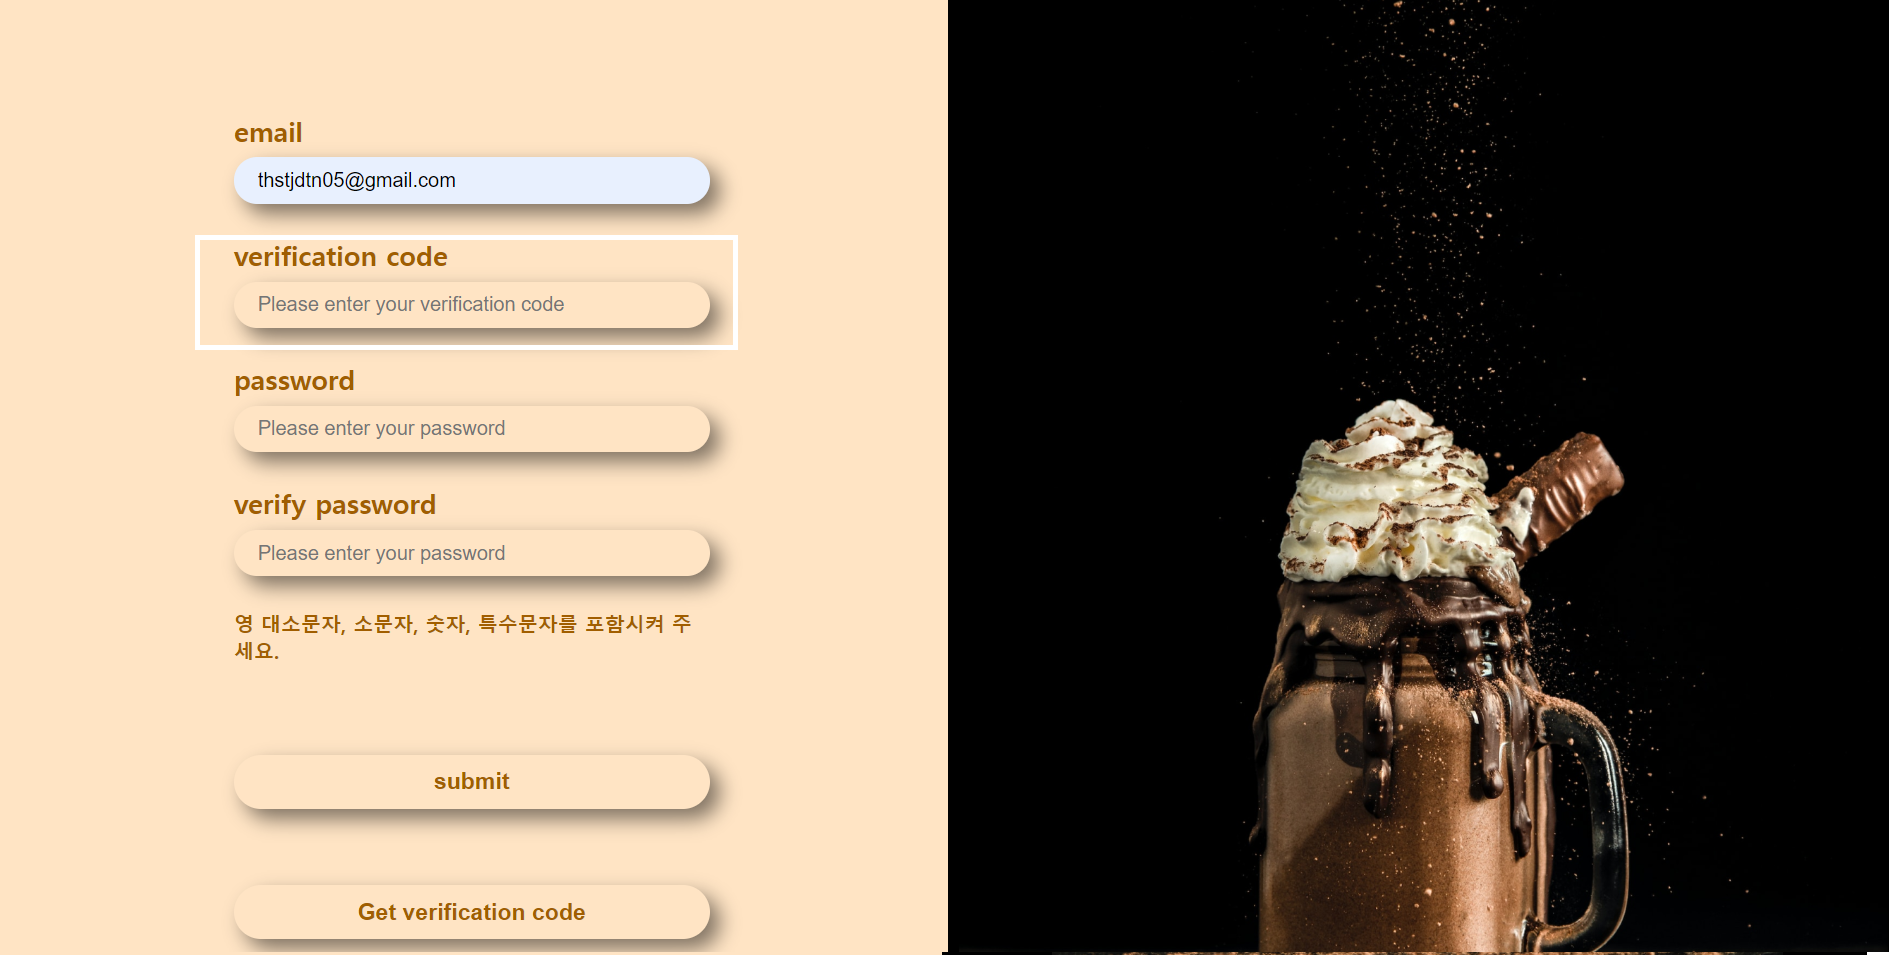 email
thstjdtn05@gmail.com
verification code
Please enter your verification code
password
Please enter your password
verify password
Please enter your password
영 대소문자, 소문자, 숫자, 특수문자를 포함시켜 주
세요.
submit
Get verification code